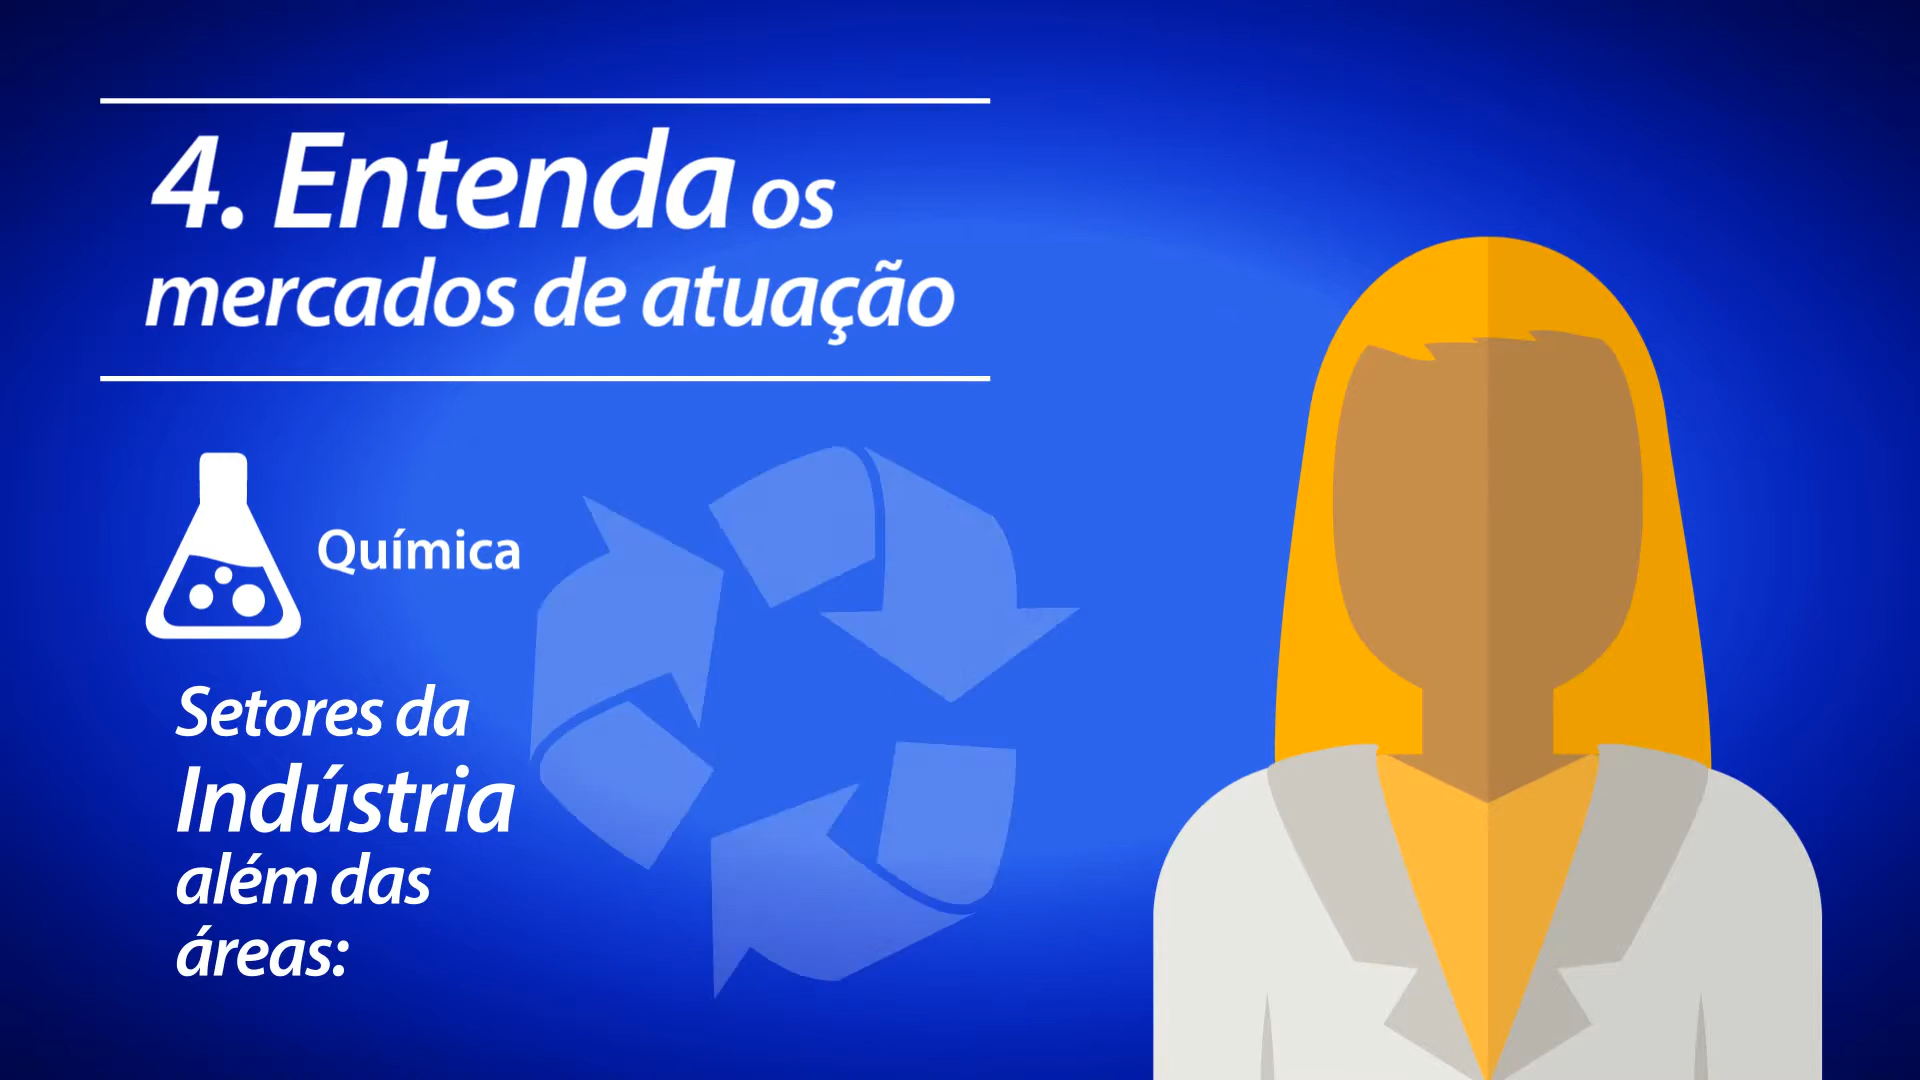 4. Entenda os
mercados de atuação
Química
Setores da
Indústria
além das
áreas: